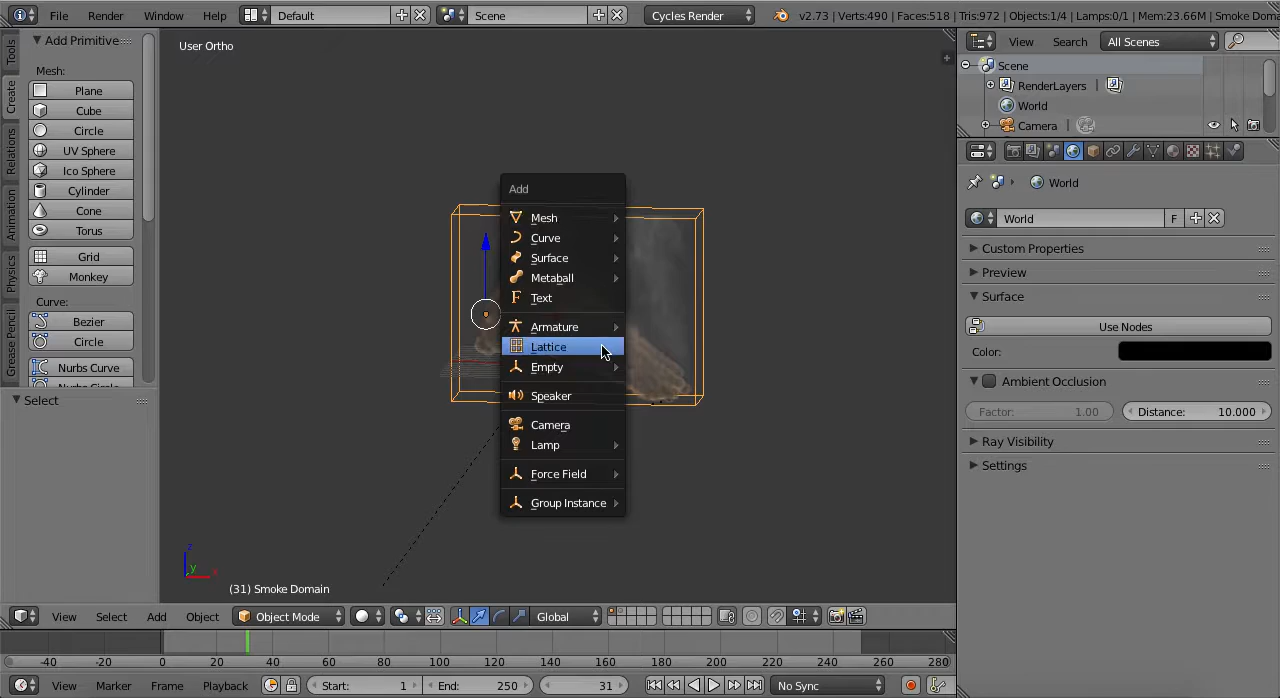 File Render Window Help Default Scene Cycles Render v2.73 | Verts:490 | Faces:518 | Tris:972 | Objects:1/4 | Lamps:0/1 | Mem:23.66M | Smoke Dom
Add Primitive
Mesh:
Plane
Cube
Circle
UV Sphere
Ico Sphere
Cylinder
Cone
Torus
Grid
Monkey
Curve:
Bezier
Circle
Nurbs Curve
Select
Tools
Create
Relations
Animation
Physics
Grease Pencil
User Ortho
Add
Mesh
Curve
Surface
Metaball
Text
Armature
Lattice
Empty
Speaker
Camera
Lamp
Force Field
Group Instance
z
y
x
(31) Smoke Domain
View Search All Scenes
Scene
RenderLayers |
World
Camera |
World
World F
Custom Properties
Preview
Surface
Use Nodes
Color:
Ambient Occlusion
Factor: 1.00 Distance: 10.000
Ray Visibility
Settings
View Select Add Object Object Mode Global
-40 -20 0 20 40 60 80 100 120 140 160 180 200 220 240 260 280
View Marker Frame Playback Start: 1 End: 250 31 No Sync